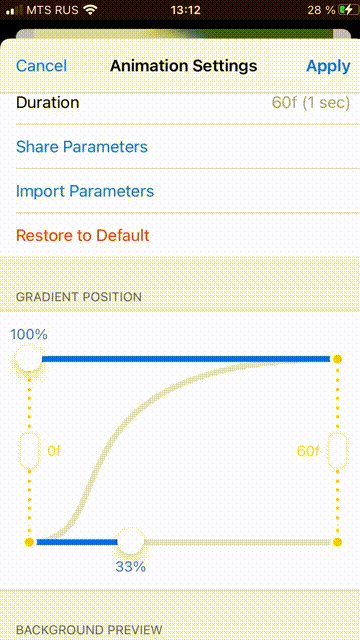 MTS RUS 13:12 28 %
Cancel Animation Settings Apply
Duration 60f (1 sec)
Share Parameters
Import Parameters
Restore to Default
GRADIENT POSITION
100%
0f 60f
33%
BACKGROUND PREVIEW